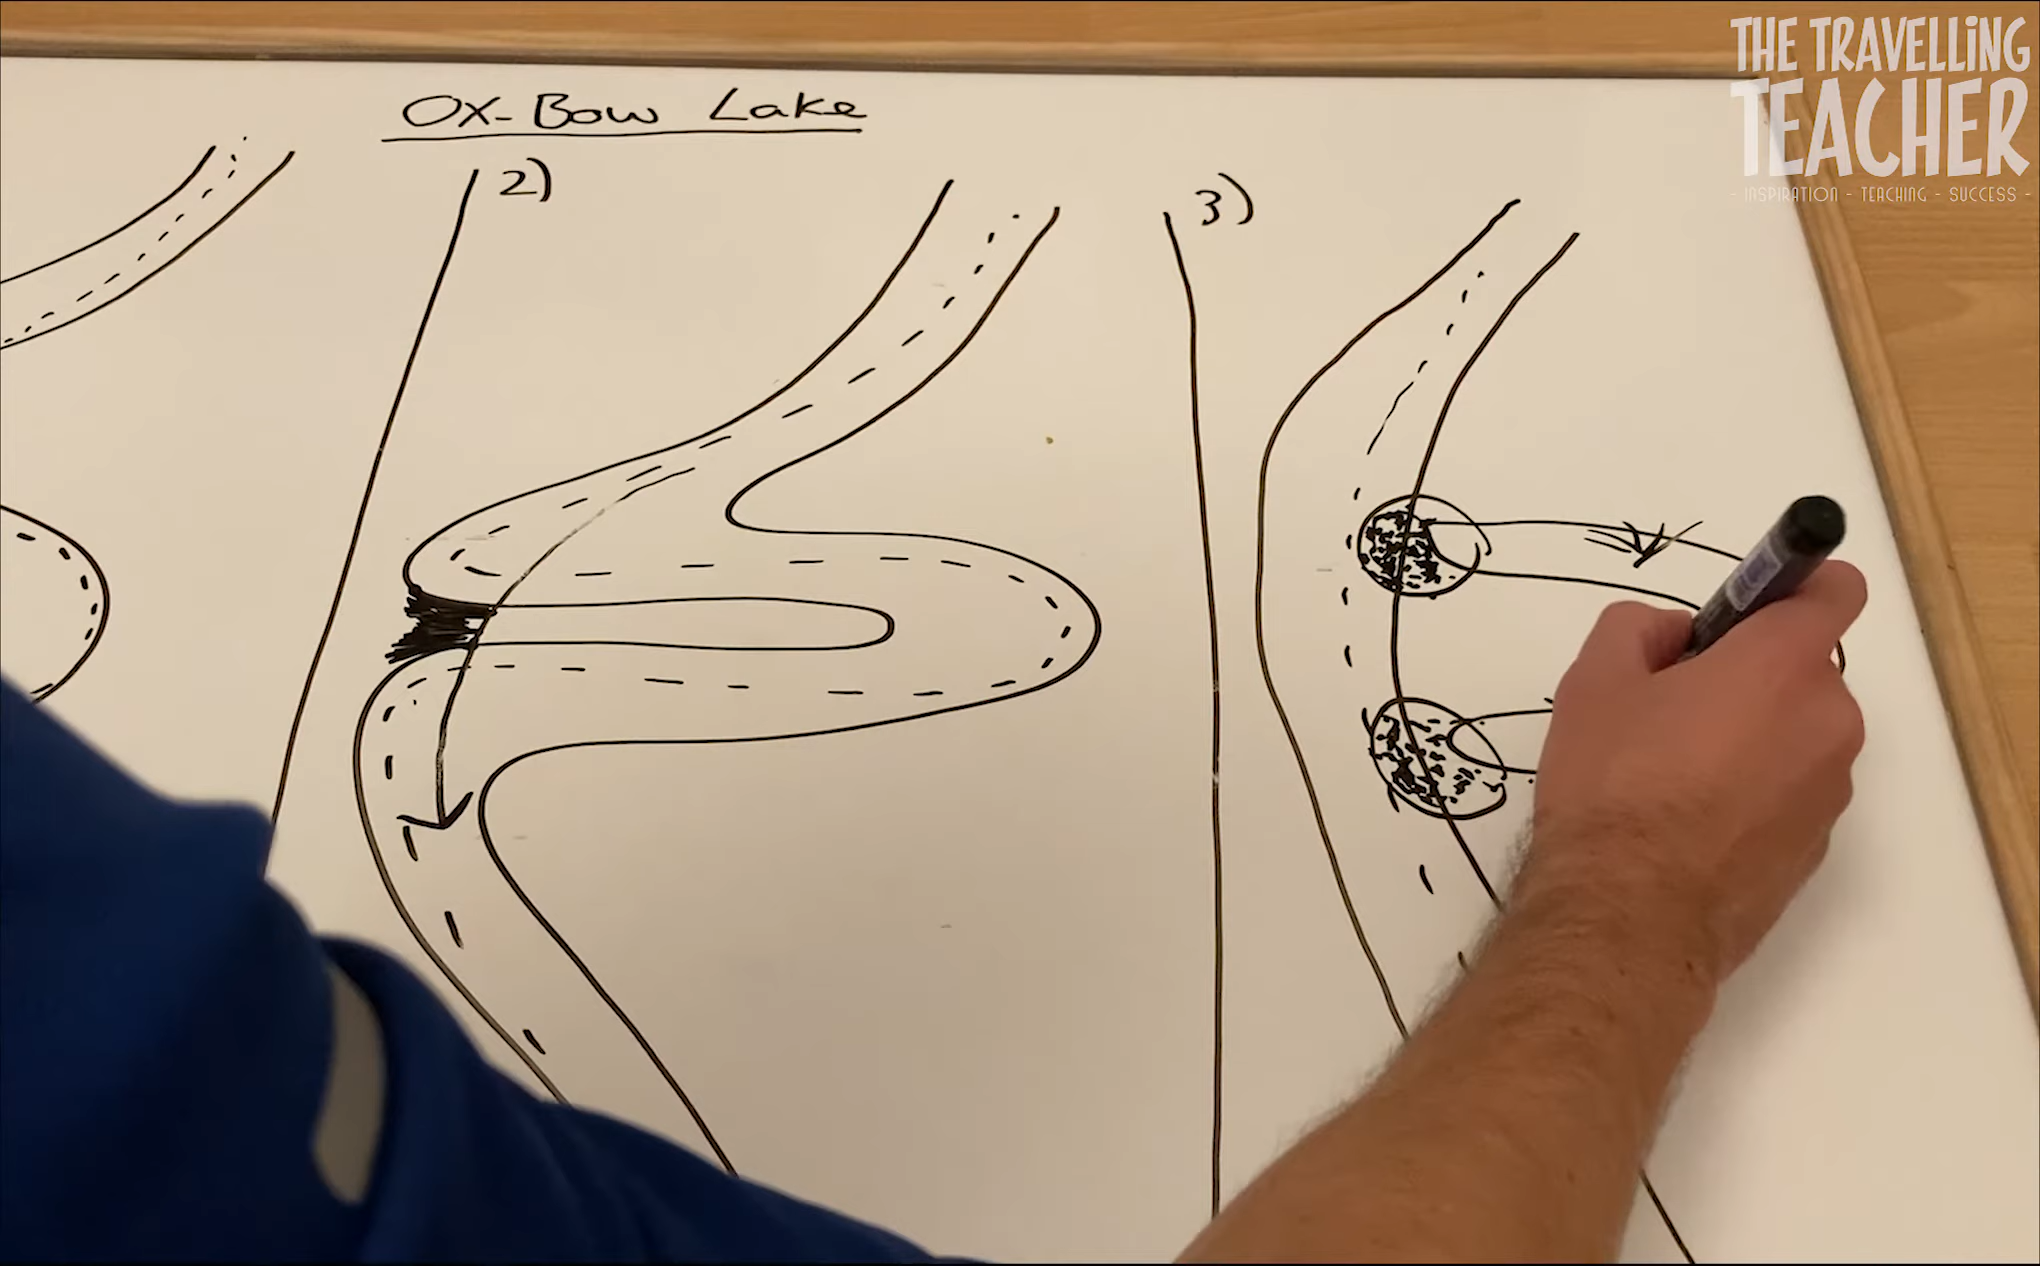 OX-Bow Lake
2)
3)
THE TRAVELLiNG
TEACHER
- INSPIRATION - TEACHING - SUCCESS -